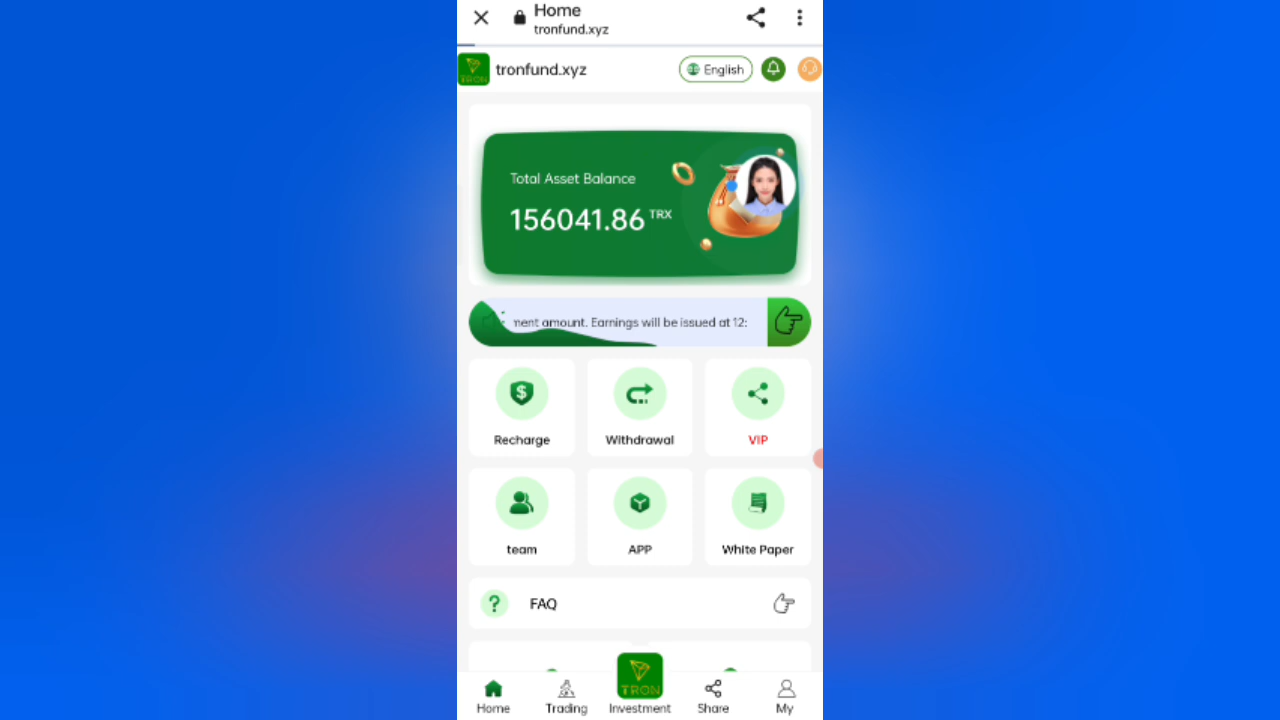 Home
tronfund.xyz
TRON
tronfund.xyz
English
Total Asset Balance
156041.86 TRX
ment amount. Earnings will be issued at 12:
$
Recharge
Withdrawal
VIP
team
APP
White Paper
?
FAQ
TRON
Home
Trading
Investment
Share
My